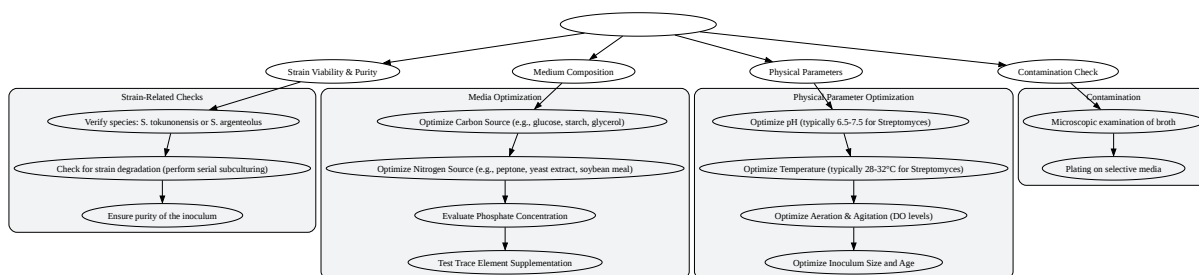 Strain Viability & Purity
Medium Composition
Physical Parameters
Contamination Check
Strain-Related Checks
Verify species: S. tokunonensis or S. argenteolus
Check for strain degradation (perform serial subculturing)
Ensure purity of the inoculum
Media Optimization
Optimize Carbon Source (e.g., glucose, starch, glycerol)
Optimize Nitrogen Source (e.g., peptone, yeast extract, soybean meal)
Evaluate Phosphate Concentration
Test Trace Element Supplementation
Physical Parameter Optimization
Optimize pH (typically 6.5-7.5 for Streptomyces)
Optimize Temperature (typically 28-32°C for Streptomyces)
Optimize Aeration & Agitation (DO levels)
Optimize Inoculum Size and Age
Contamination
Microscopic examination of broth
Plating on selective media